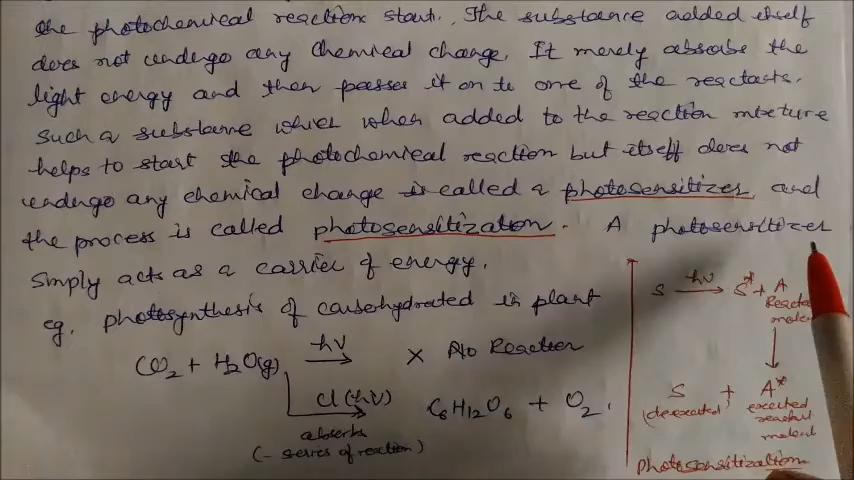 the photochemical reaction start. The substance added itself
does not undergo any chemical change. It merely absorbs the
light energy and then passes it on to one of the reactants.
Such a substance which when added to the reaction mixture
helps to start the photochemical reaction but itself does not
undergo any chemical change is called a photosensitizer and
the process is called photosensitization. A photosensitizer
Simply acts as a carrier of energy.
eg. photosynthesis of carbohydrated in plant
CO2 + H2O(g) hν → × No Reaction
Cl(hν) → C6H12O6 + O2.
absorbs
(- series of reaction)
S hν → S* + A
Reacta
molec
S + A*
(deexcited) excited
reactant
molecul
Photosensitization